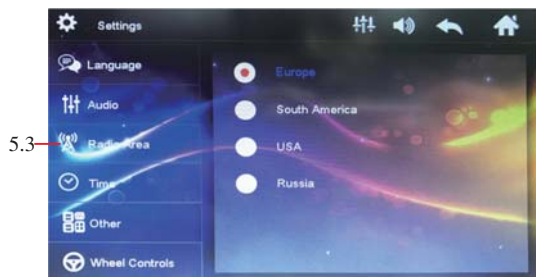 Settings
Language
Audio
Radio Area
Time
Other
Wheel Controls
Europe
South America
USA
Russia
5.3